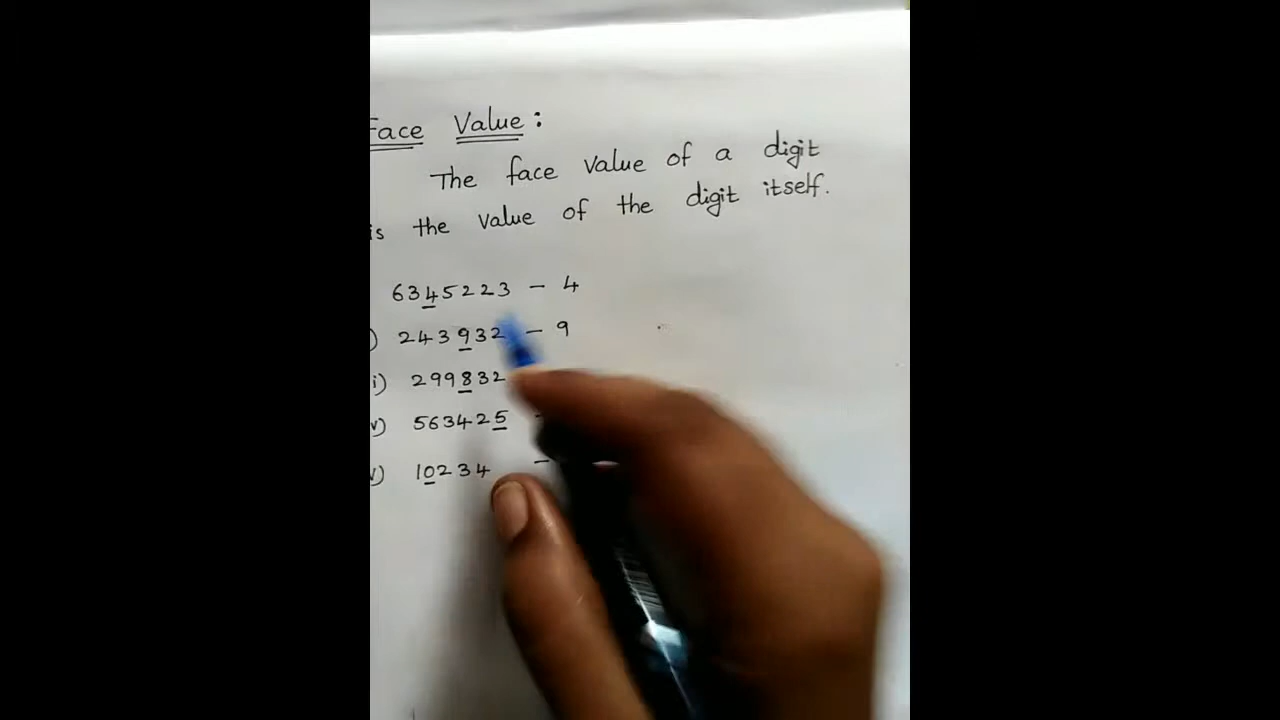 Face Value:
The face value of a digit
is the value of the digit itself.
6345223 - 4
) 243932 - 9
i) 299832
v) 563425 -
v) 10234 -